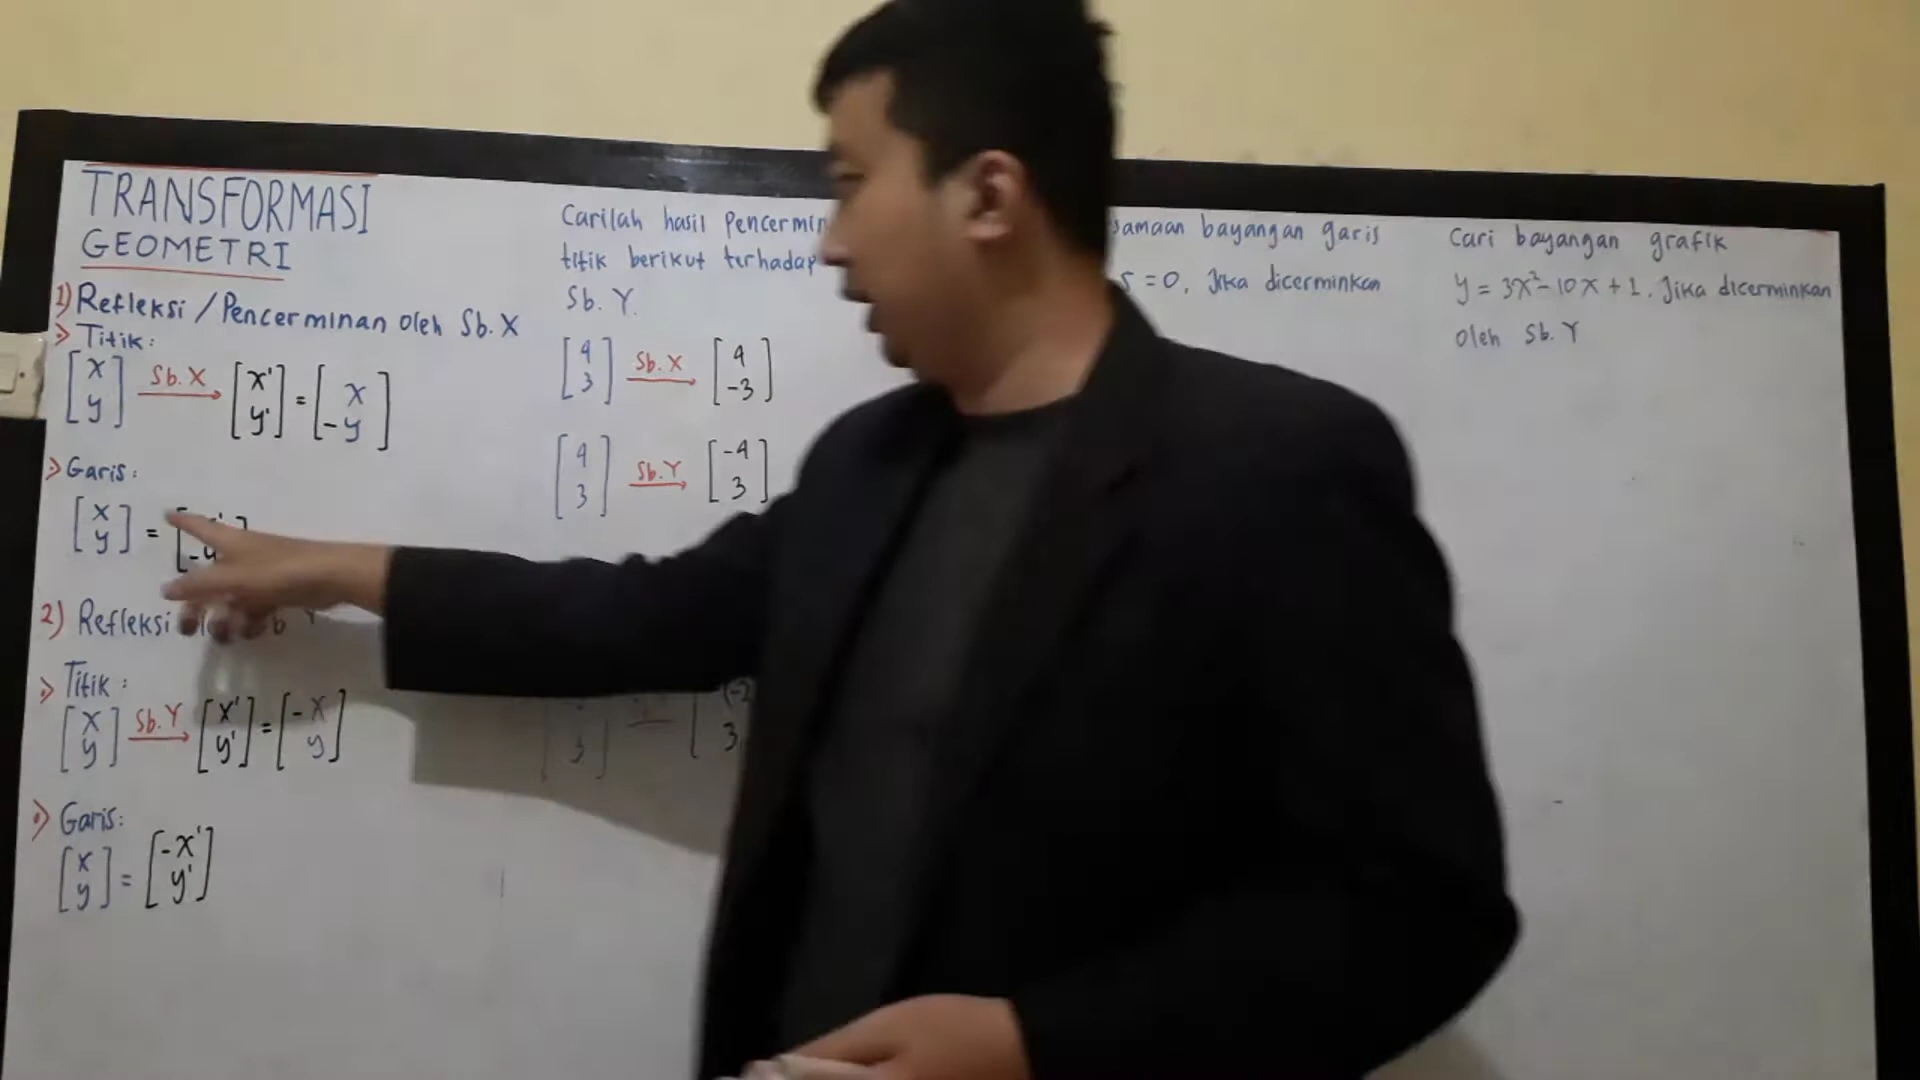 TRANSFORMASI
GEOMETRI
1) Refleksi / Pencerminan oleh Sb. X
> Titik:
[x y] Sb. X → [x' y'] = [x -y]
> Garis:
[x y] = [ -y
2) Refleksi
> Titik:
[x y] Sb. Y → [x' y'] = [-x y]
> Garis:
[x y] = [-x' y']
Carilah hasil
titik berikut terhadap
Sb. Y.
[4 3] Sb. X → [4 -3]
[4 3] Sb. Y → [-4 3]
3
3
bayangan garis
= 0, Jika dicerminkan
Cari bayangan grafik
y = 3x² - 10x + 1. Jika dicerminkan
oleh Sb. Y